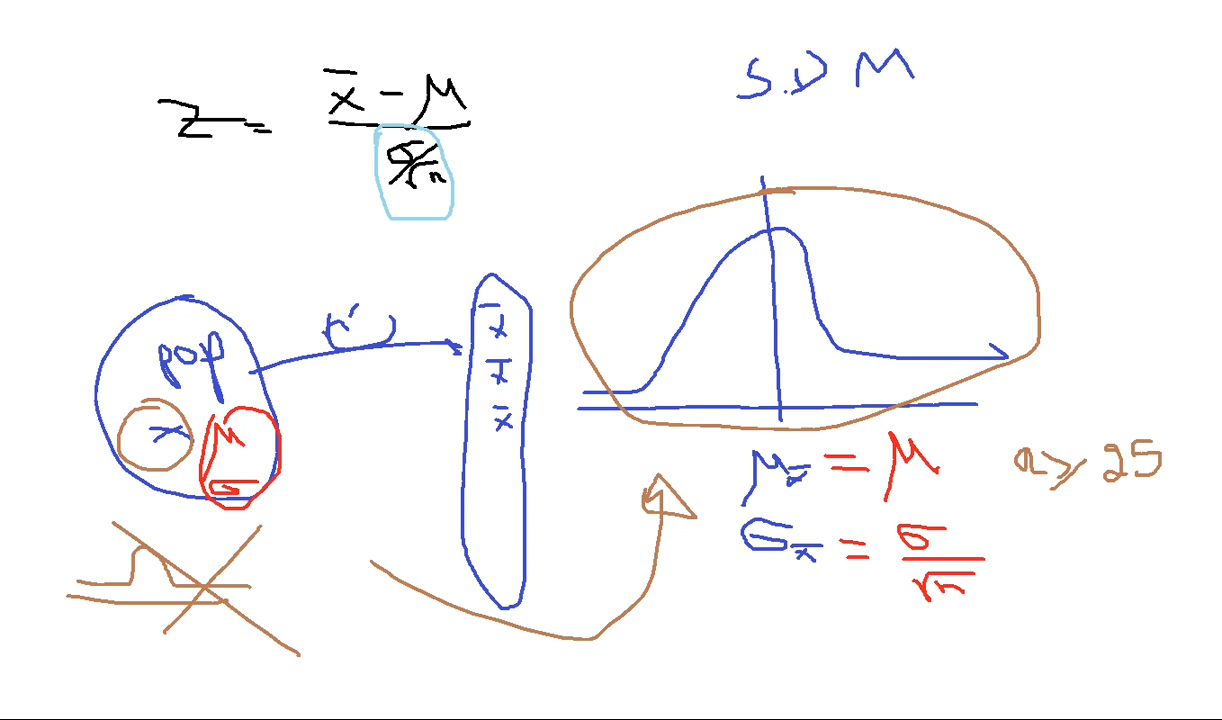 S.D M
z = x̄ - μ / σ/√n
pop
n
x μ
σ
x̄
x̄
x̄
μx̄ = μ
σx̄ = σ/√n
n ≥ 25